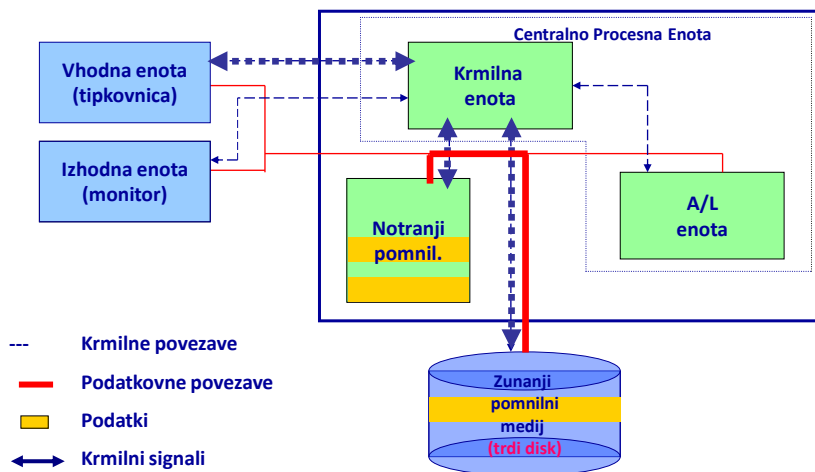 Centralno Procesna Enota
Vhodna enota
(tipkovnica)
Krmilna
enota
Izhodna enota
(monitor)
A/L
enota
Notranji
pomnil.
--- Krmilne povezave
Podatkovne povezave
Podatki
Krmilni signali
Zunanji
pomnilni
medij
(trdi disk)